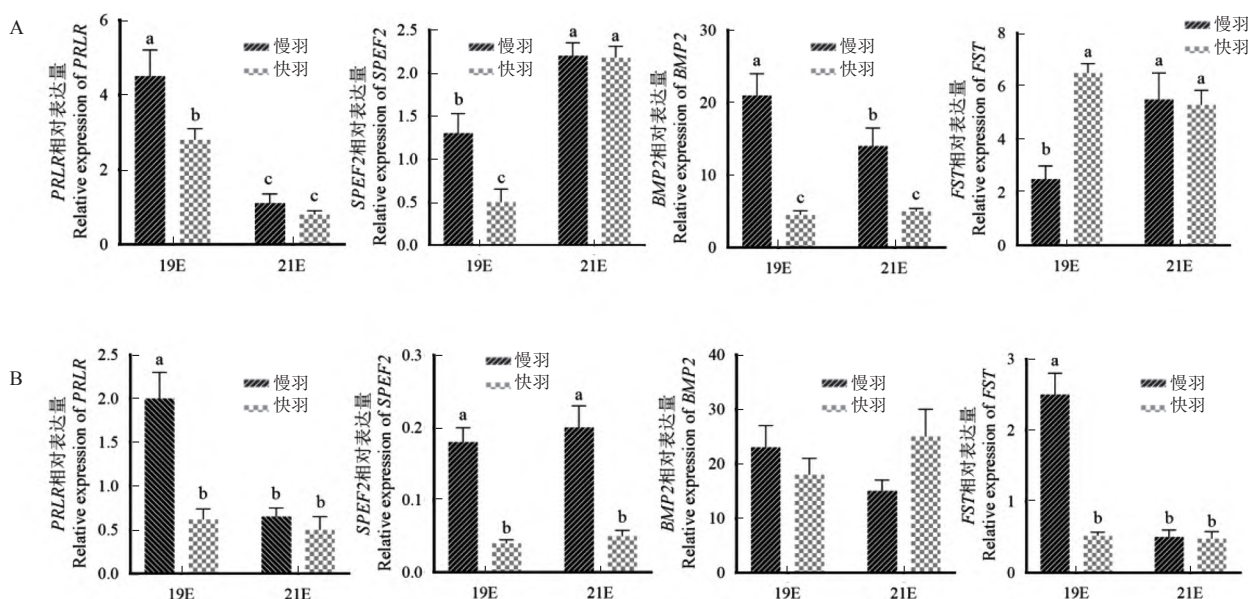 A
PRLR相对表达量
Relative expression of PRLR
6
4
2
0
a
b
c
c
慢羽
快羽
19E
21E
SPEF2相对表达量
Relative expression of SPEF2
2.5
2.0
1.5
1.0
0.5
0.0
b
c
a
a
慢羽
快羽
19E
21E
BMP2相对表达量
Relative expression of BMP2
30
20
10
0
a
c
b
c
慢羽
快羽
19E
21E
FST相对表达量
Relative expression of FST
8
6
4
2
0
b
a
a
a
慢羽
快羽
19E
21E
B
PRLR相对表达量
Relative expression of PRLR
2.5
2.0
1.5
1.0
0.5
0.0
a
b
b
b
慢羽
快羽
19E
21E
SPEF2相对表达量
Relative expression of SPEF2
0.3
0.2
0.1
0.0
a
b
a
b
慢羽
快羽
19E
21E
BMP2相对表达量
Relative expression of BMP2
40
30
20
10
0
慢羽
快羽
19E
21E
FST相对表达量
Relative expression of FST
3
2
1
0
a
b
b
b
慢羽
快羽
19E
21E